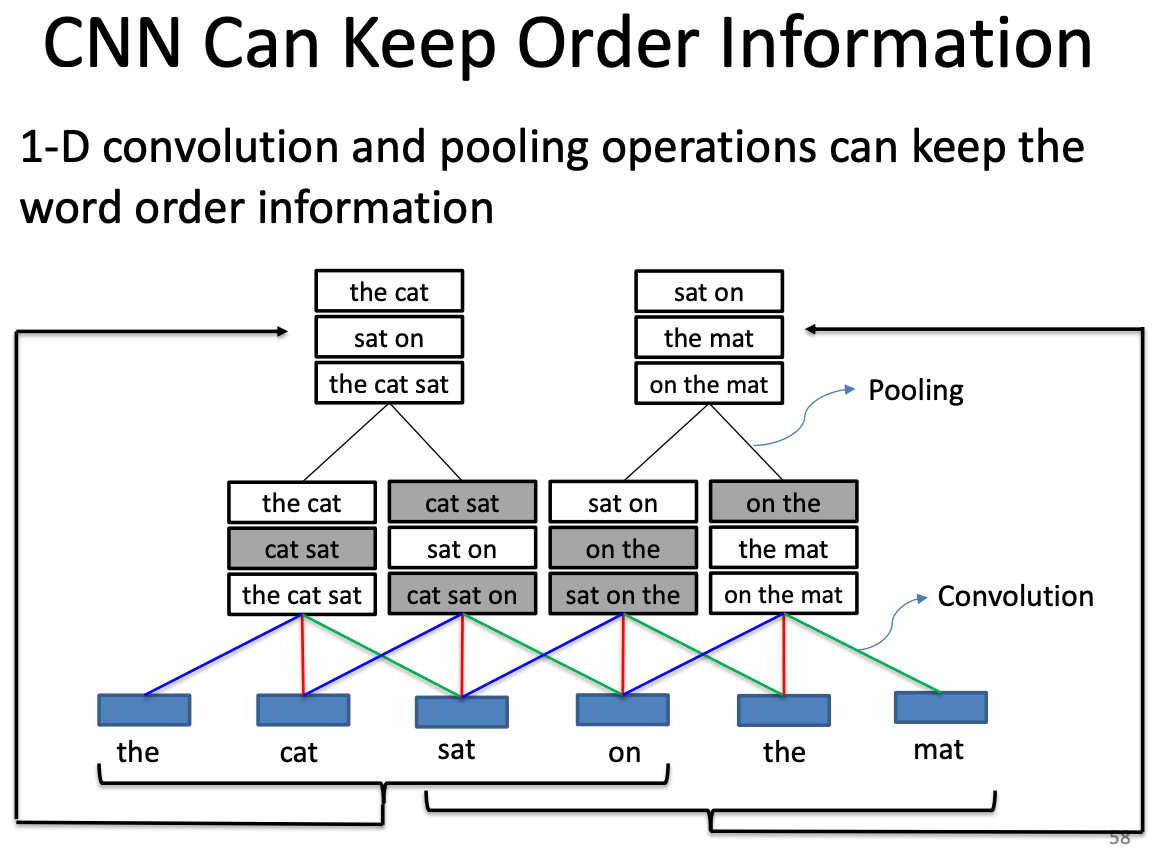 CNN Can Keep Order Information
1-D convolution and pooling operations can keep the
word order information
the cat
sat on
the cat sat
sat on
the mat
on the mat
Pooling
the cat
cat sat
the cat sat
cat sat
sat on
cat sat on
sat on
on the
sat on the
on the
the mat
on the mat
Convolution
the
cat
sat
on
the
mat
58